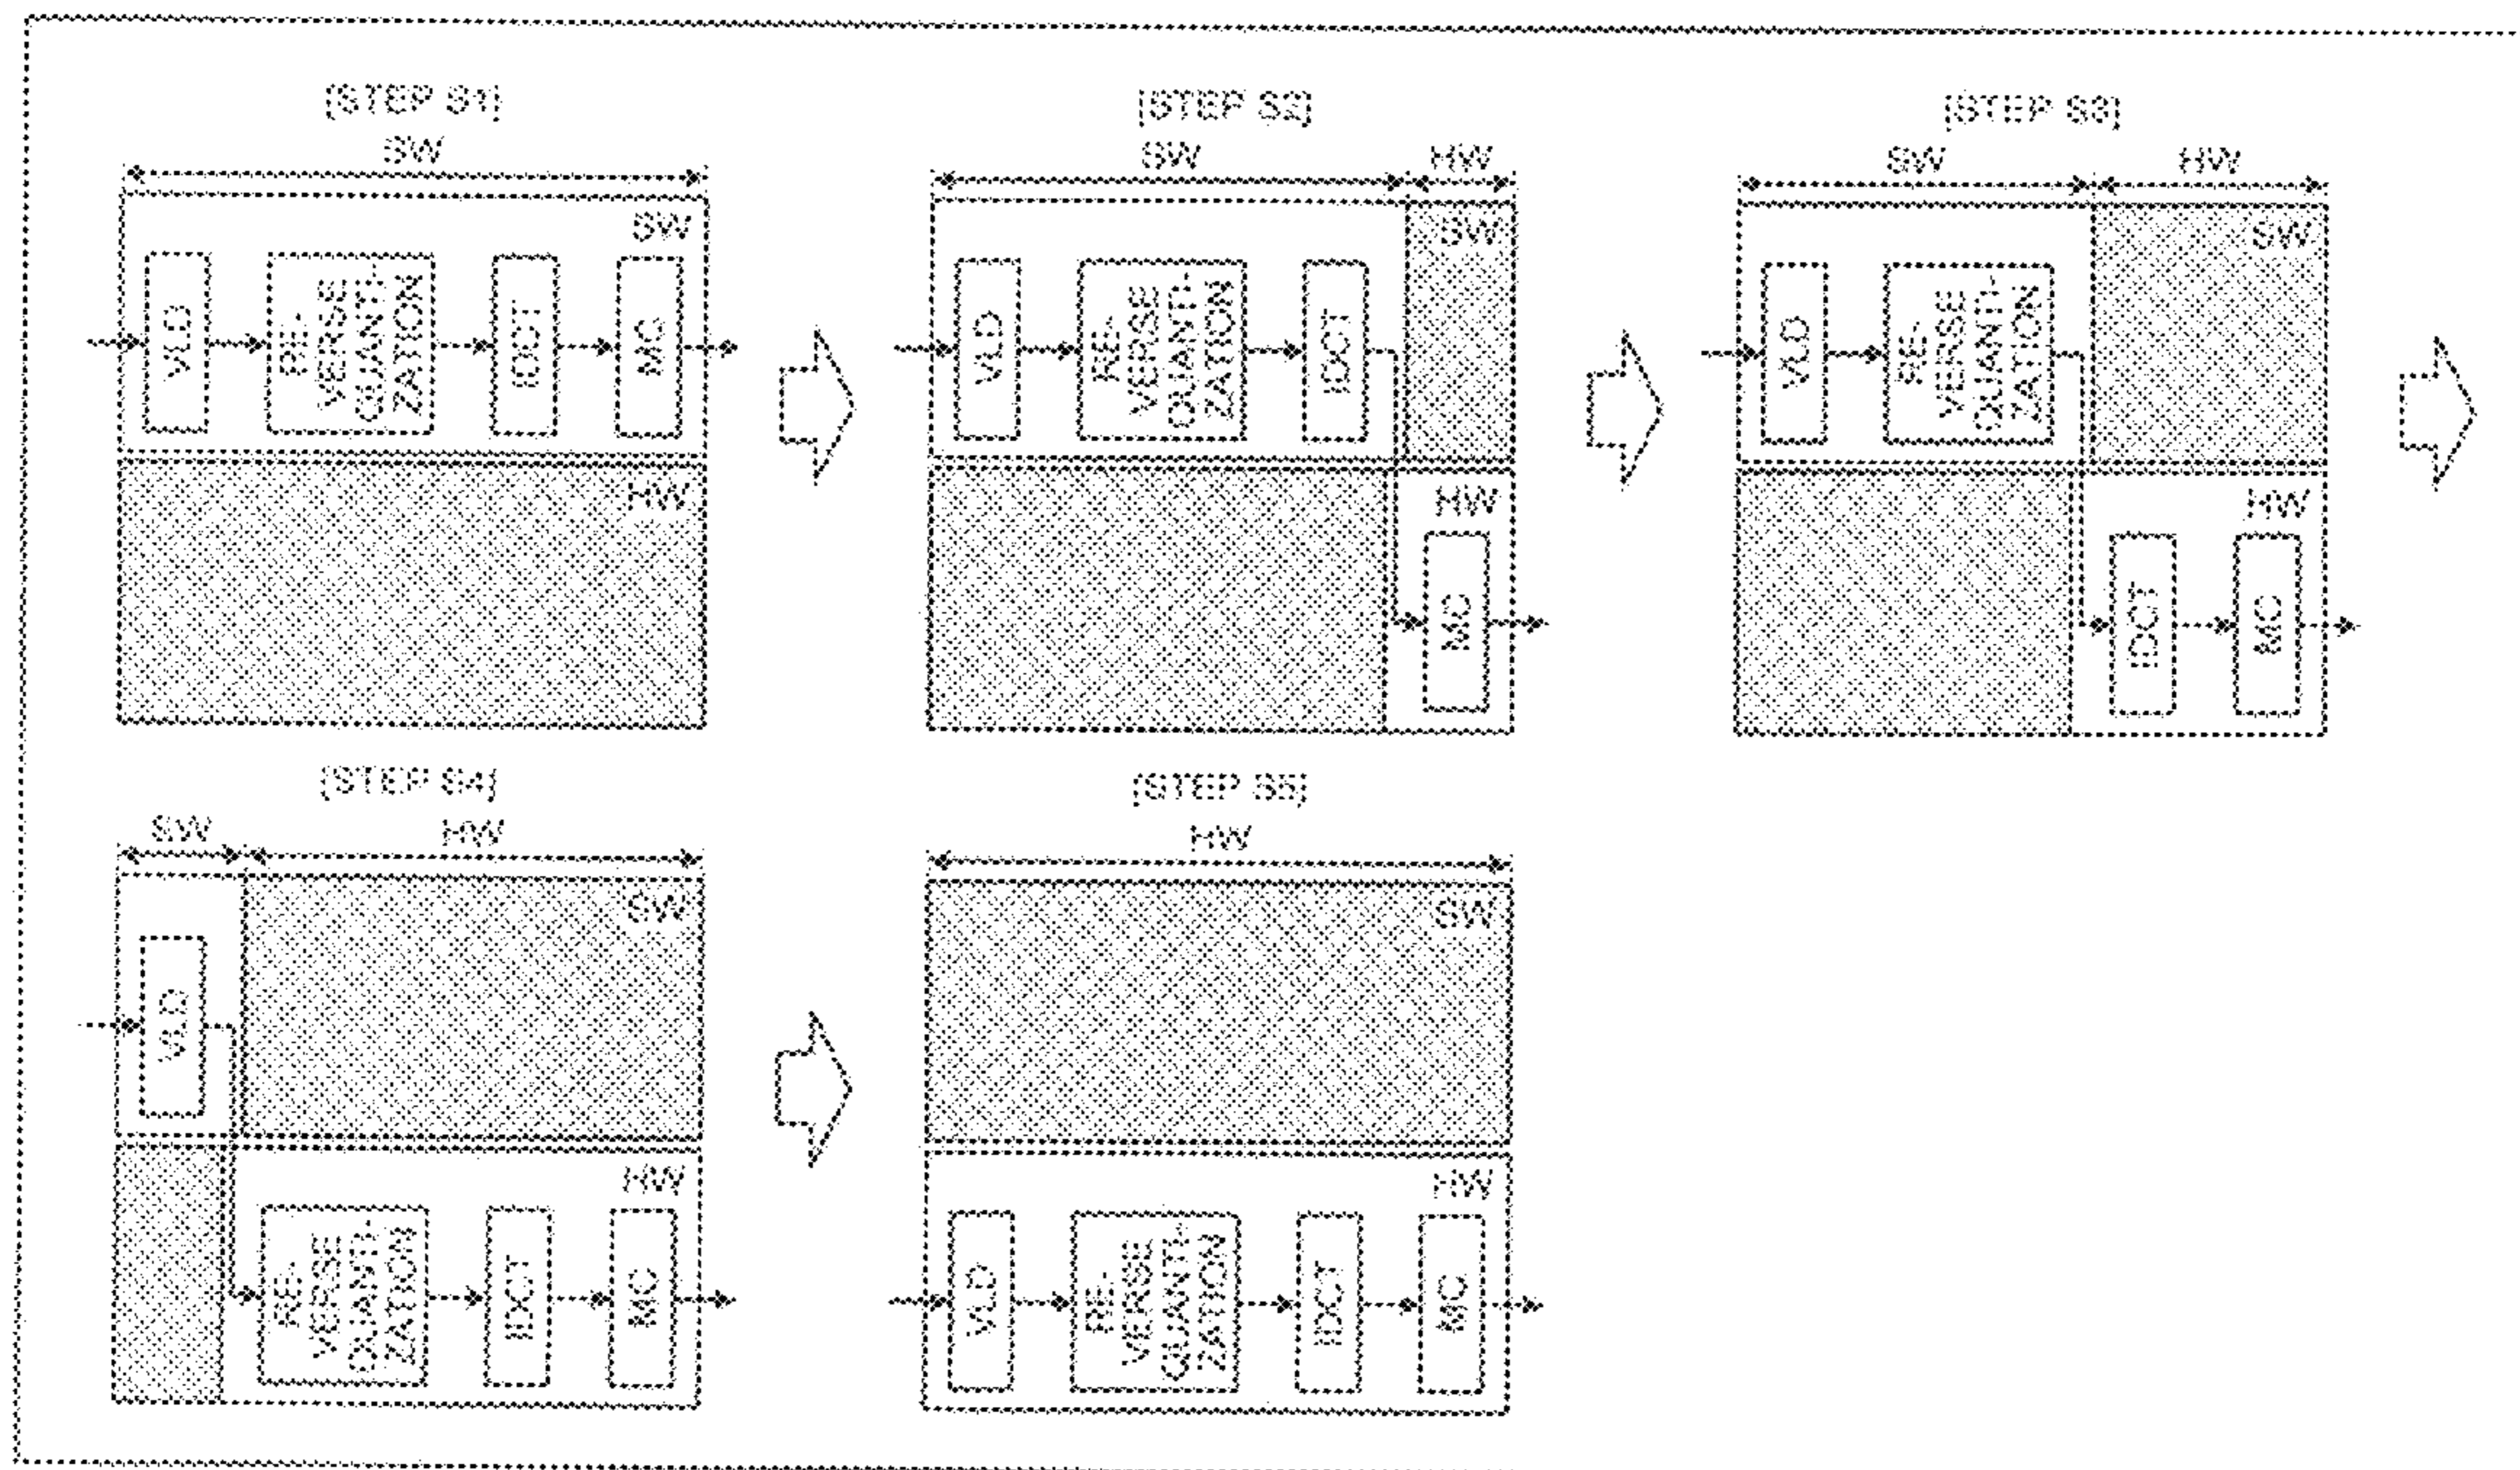 [STEP S1]
SW
SW
VLD
RE-
VERSE
QUANTI-
ZATION
IDCT
MC
HW
[STEP S2]
SW
HW
SW
VLD
RE-
VERSE
QUANTI-
ZATION
IDCT
HW
MC
[STEP S3]
SW
HW
SW
VLD
RE-
VERSE
QUANTI-
ZATION
HW
IDCT
MC
[STEP S4]
SW
HW
SW
VLD
HW
RE-
VERSE
QUANTI-
ZATION
IDCT
MC
[STEP S5]
HW
SW
HW
VLD
RE-
VERSE
QUANTI-
ZATION
IDCT
MC